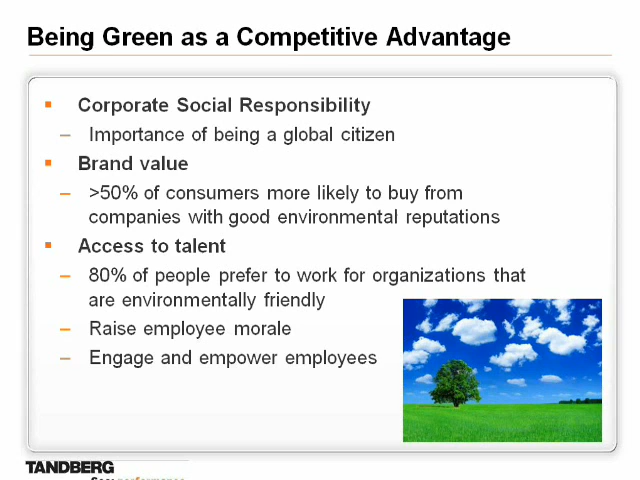 Being Green as a Competitive Advantage
▪ Corporate Social Responsibility
– Importance of being a global citizen
▪ Brand value
– >50% of consumers more likely to buy from
companies with good environmental reputations
▪ Access to talent
– 80% of people prefer to work for organizations that
are environmentally friendly
– Raise employee morale
– Engage and empower employees
TANDBERG